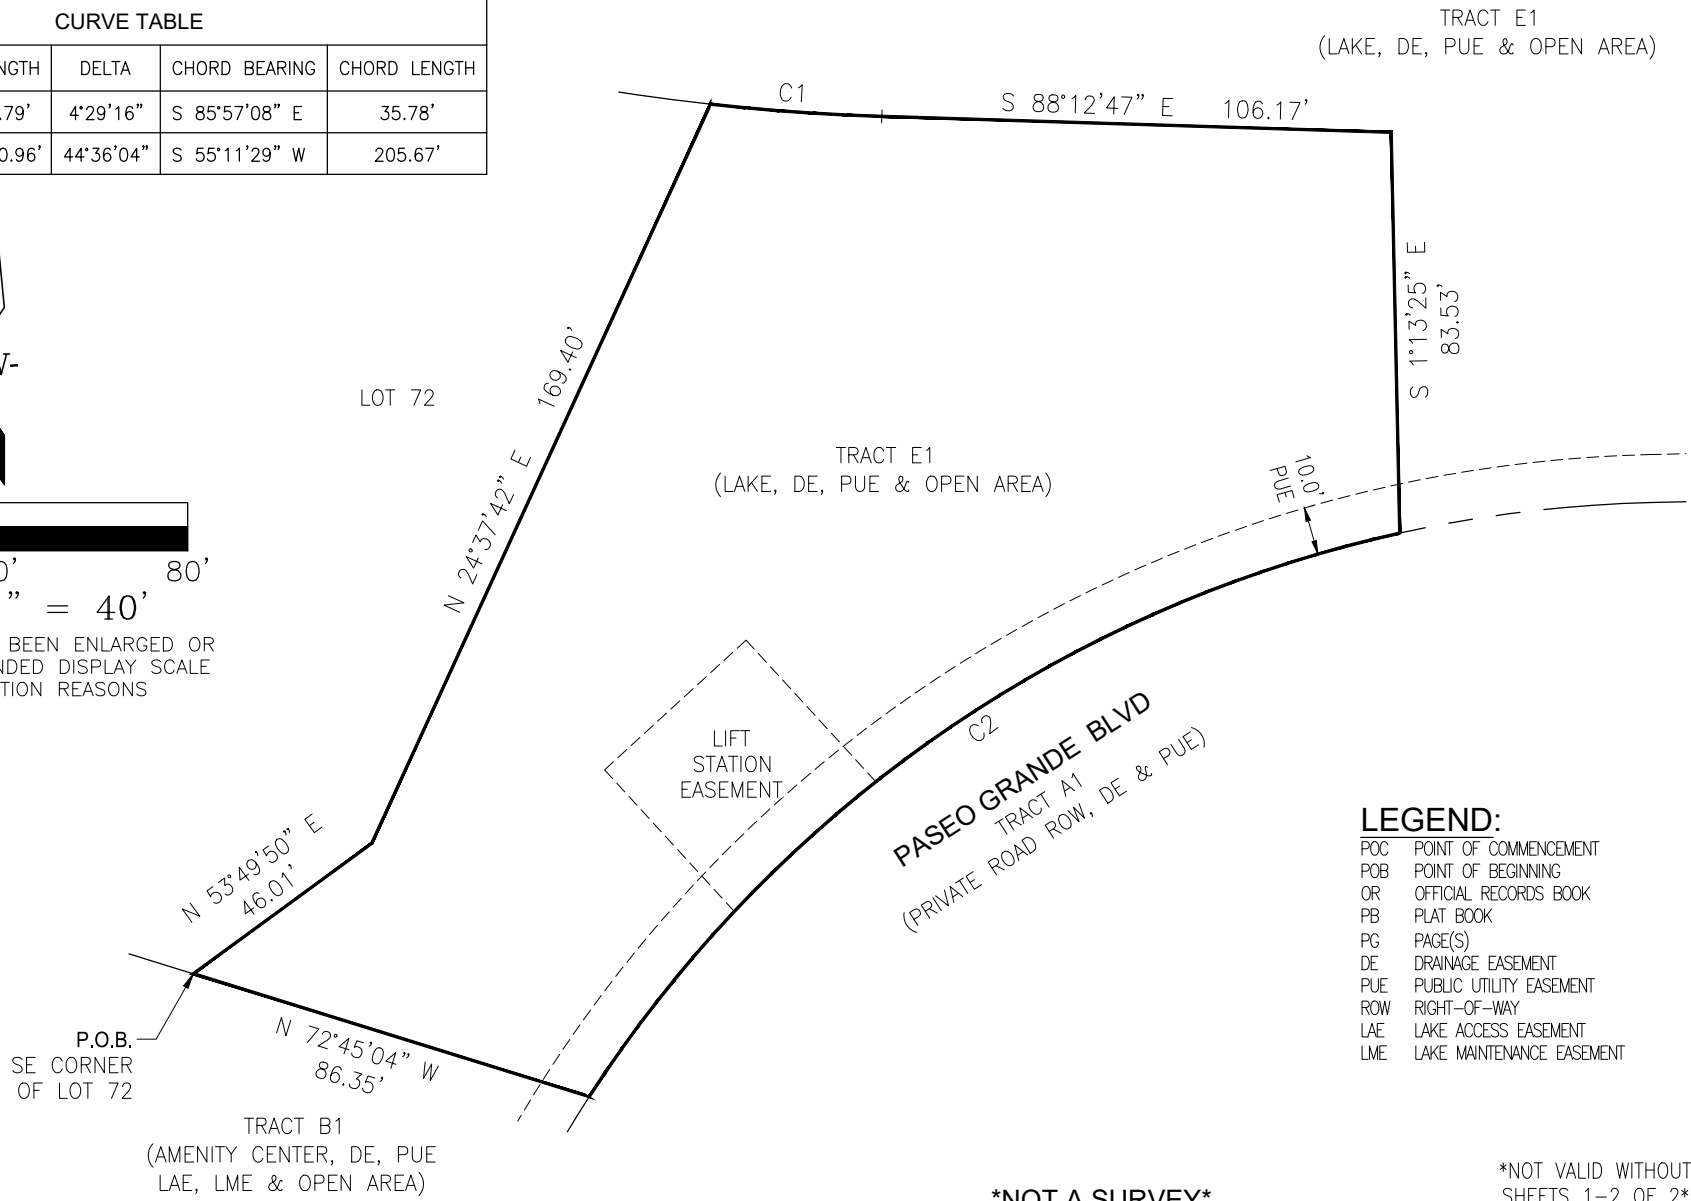 CURVE TABLE
DELTA CHORD BEARING CHORD LENGTH
4°29'16" S 85°57'08" E 35.78'
44°36'04" S 55°11'29" W 205.67'
TRACT E1
(LAKE, DE, PUE & OPEN AREA)
C1
S 88°12'47" E 106.17'
S 1°13'25" E
83.53'
N 24°37'42" E 169.40'
LOT 72
TRACT E1
(LAKE, DE, PUE & OPEN AREA)
10.0'
PUE
80'
" = 40'
BEEN ENLARGED OR
DISPLAY SCALE
REASONS
LIFT
STATION
EASEMENT
C2
PASEO GRANDE BLVD
TRACT A1
(PRIVATE ROAD ROW, DE & PUE)
N 53°49'50" E
46.01'
P.O.B.
SE CORNER
OF LOT 72
N 72°45'04" W
86.35'
TRACT B1
(AMENITY CENTER, DE, PUE
LAE, LME & OPEN AREA)
LEGEND:
POC POINT OF COMMENCEMENT
POB POINT OF BEGINNING
OR OFFICIAL RECORDS BOOK
PB PLAT BOOK
PG PAGE(S)
DE DRAINAGE EASEMENT
PUE PUBLIC UTILITY EASEMENT
ROW RIGHT-OF-WAY
LAE LAKE ACCESS EASEMENT
LME LAKE MAINTENANCE EASEMENT
*NOT A SURVEY*
*NOT VALID WITHOUT
SHEETS 1-2 OF 2*